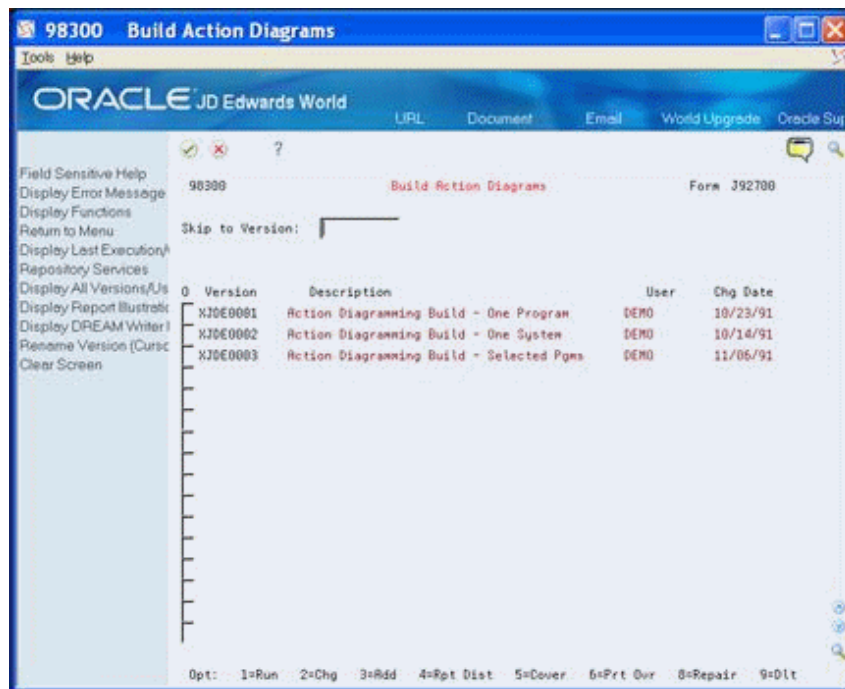 98300 Build Action Diagrams
Tools Help
ORACLE JD Edwards World
URL Document Email World Upgrade Oracle Sup
?
Field Sensitive Help
Display Error Message
Display Functions
Return to Menu
Display Last Execution/
Repository Services
Display All Versions/Us
Display Report Illustratic
Display DREAM Writer
Rename Version (Cursc
Clear Screen
98300 Build Action Diagrams Form J92700
Skip to Version:
O Version Description User Chg Date
XJDE0001 Action Diagramming Build - One Program DEMO 10/23/91
XJDE0002 Action Diagramming Build - One System DEMO 10/14/91
XJDE0003 Action Diagramming Build - Selected Pgms DEMO 11/06/91
Opt: 1=Run 2=Chg 3=Add 4=Rpt Dist 5=Cover 6=Prt Ovr 8=Repair 9=Dlt